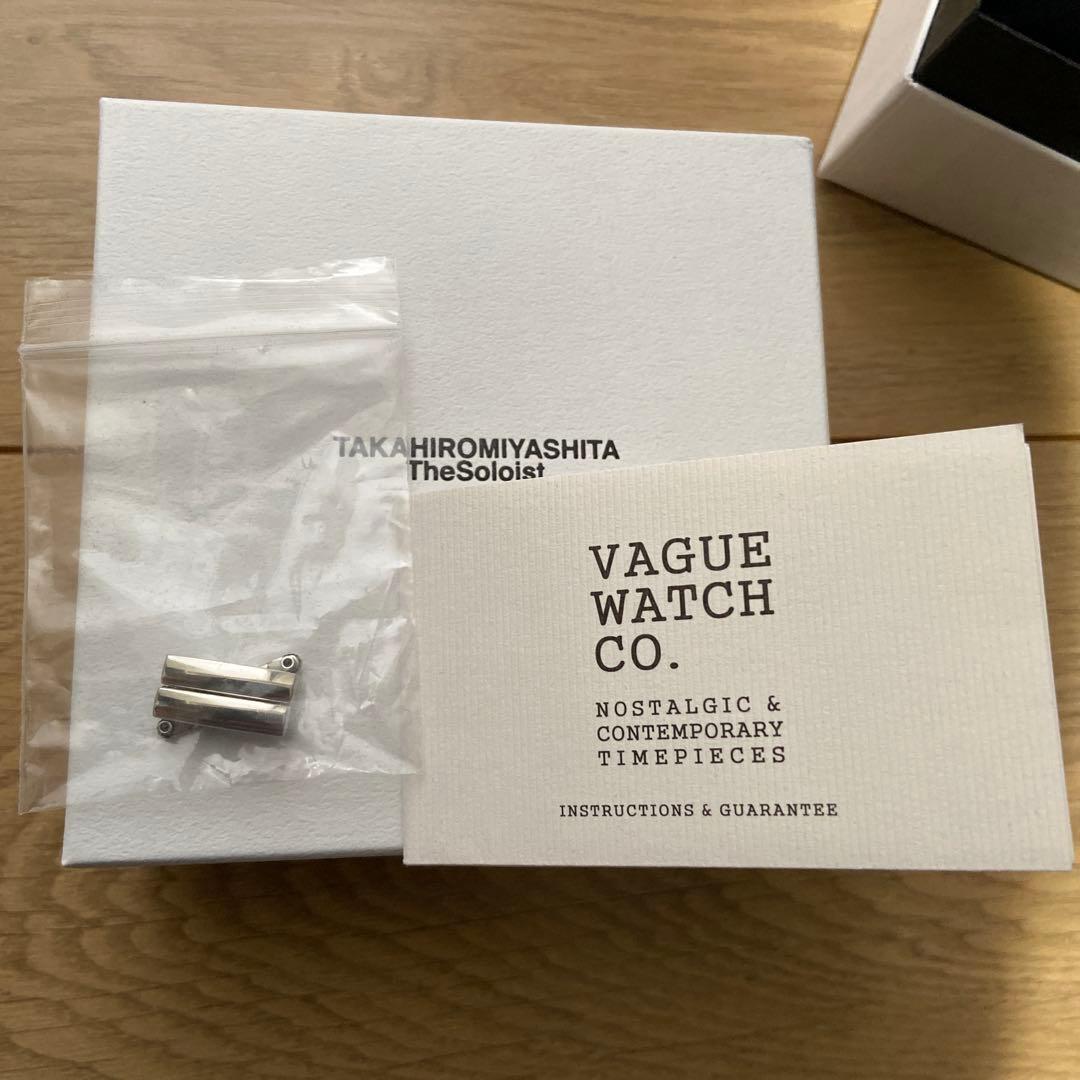 TAKAHIROMIYASHITA
TheSoloist
VAGUE
WATCH
CO.
NOSTALGIC &
CONTEMPORARY
TIMEPIECES
INSTRUCTIONS & GUARANTEE